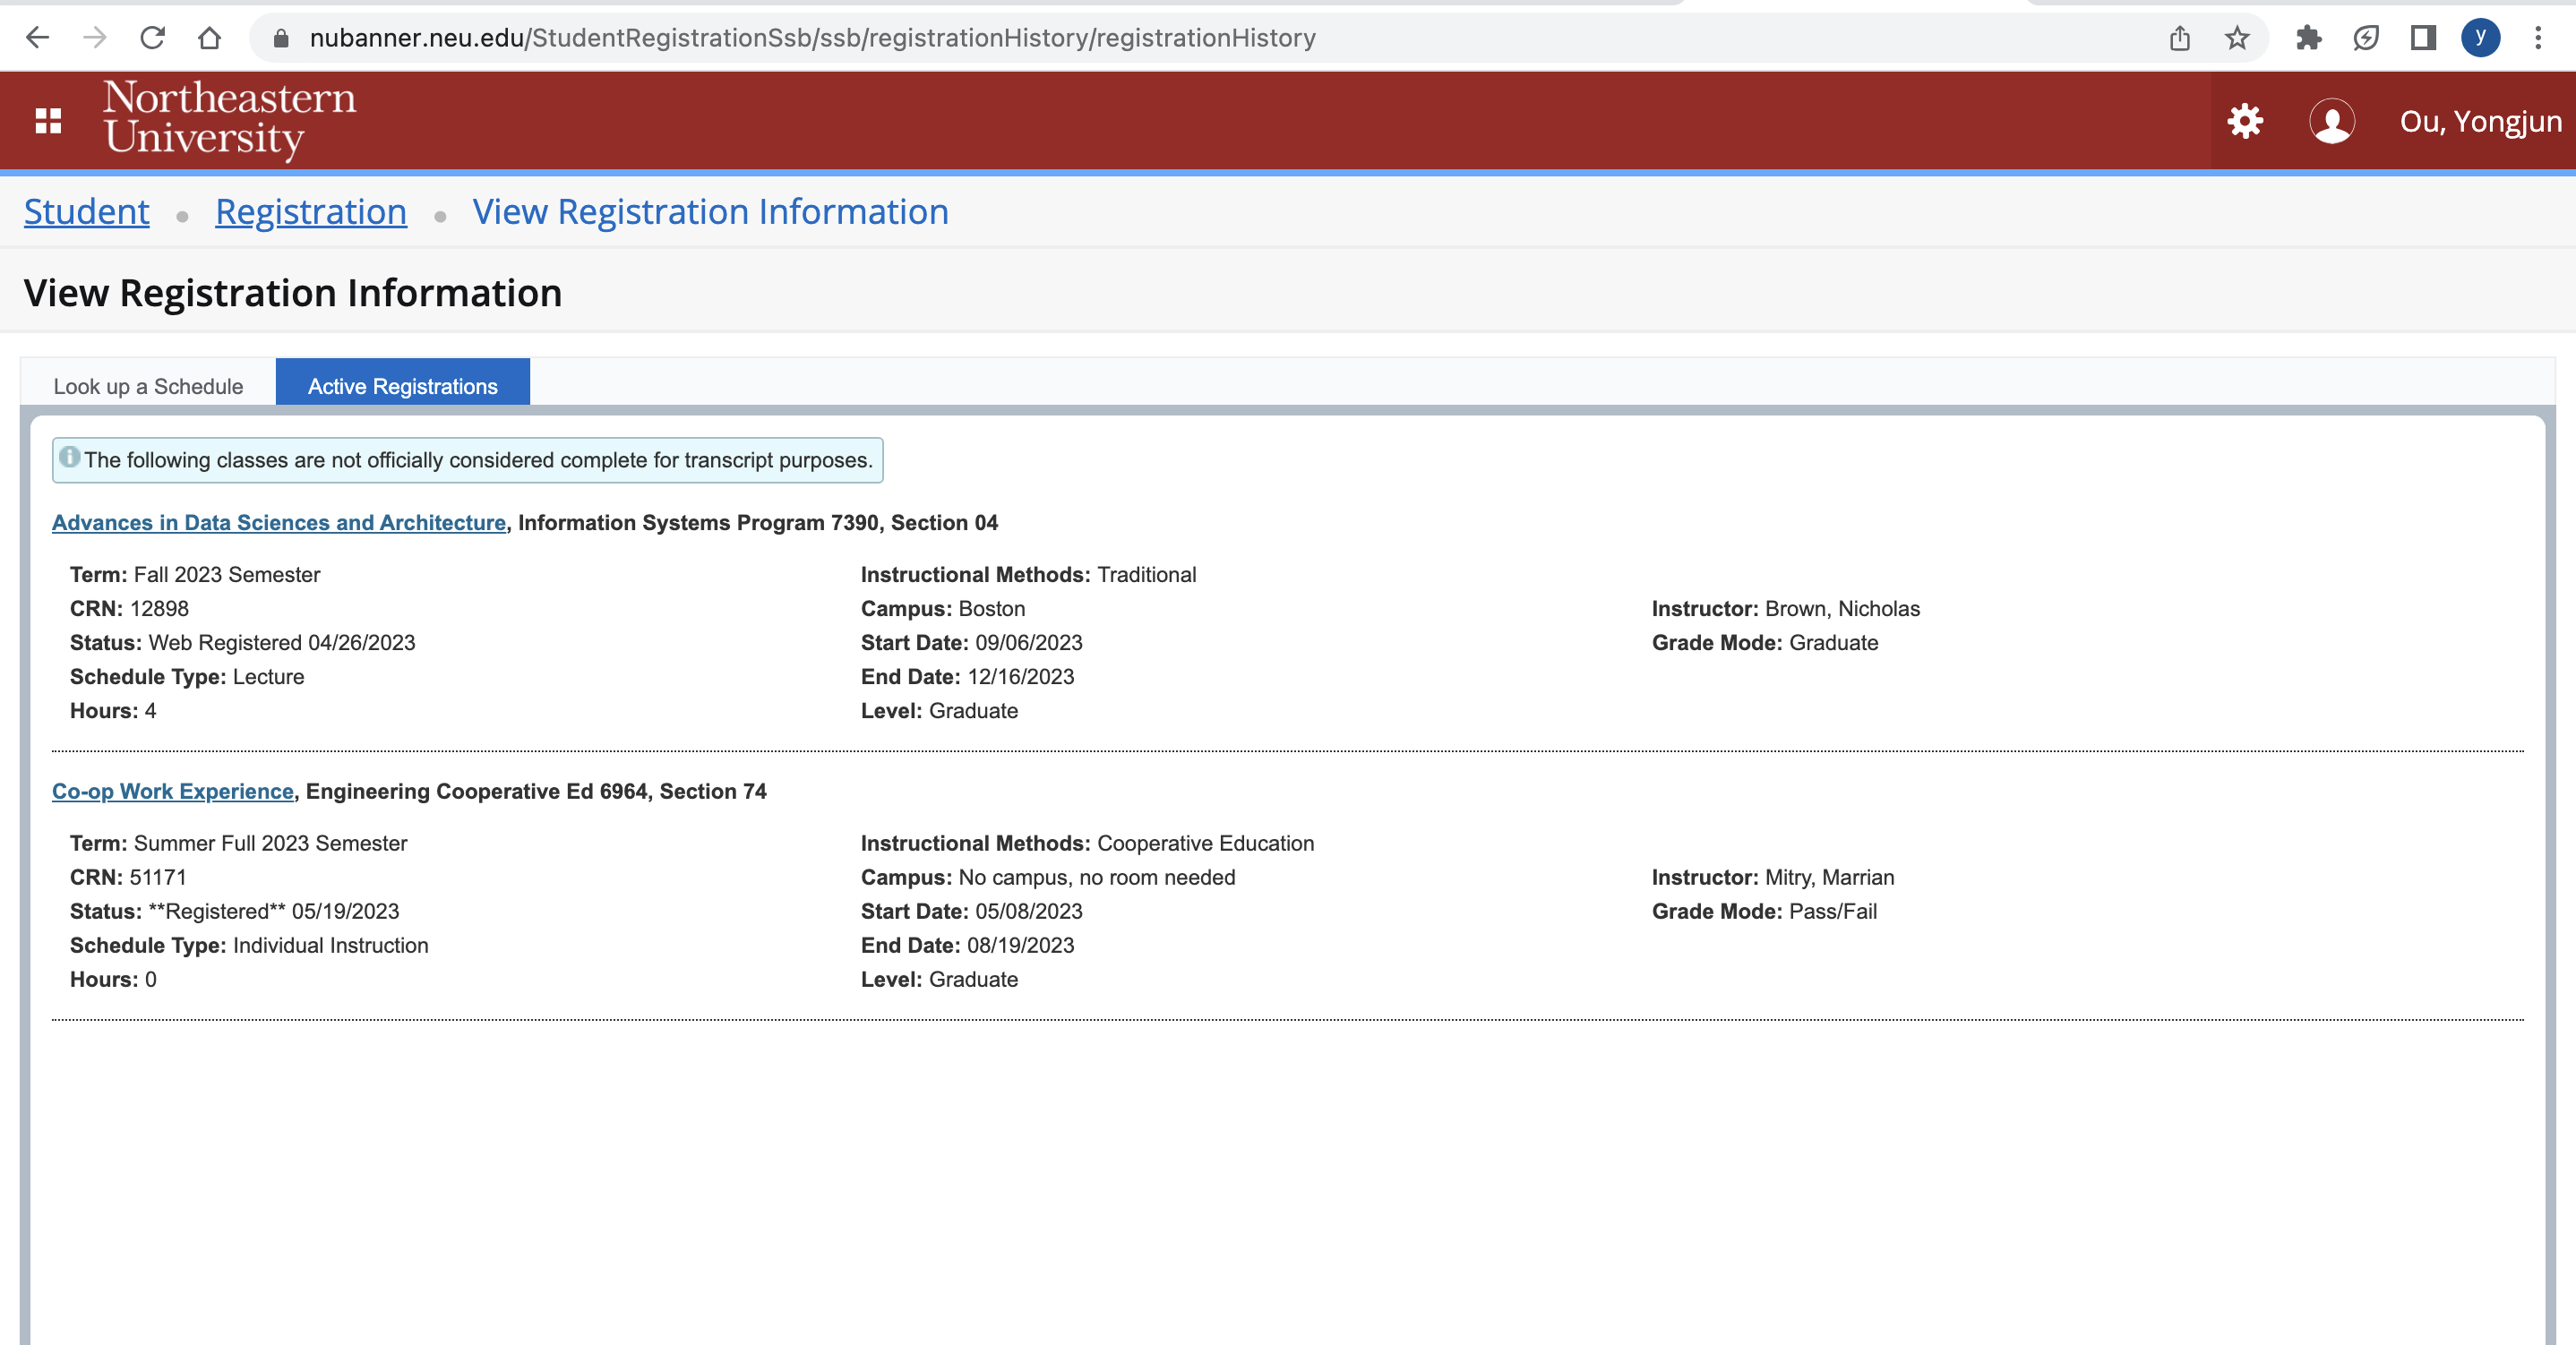 nubanner.neu.edu/StudentRegistrationSsb/ssb/registrationHistory/registrationHistory
y
Northeastern
University
Ou, Yongjun
Student • Registration • View Registration Information
View Registration Information
Look up a Schedule Active Registrations
The following classes are not officially considered complete for transcript purposes.
Advances in Data Sciences and Architecture, Information Systems Program 7390, Section 04
Term: Fall 2023 Semester Instructional Methods: Traditional
CRN: 12898 Campus: Boston Instructor: Brown, Nicholas
Status: Web Registered 04/26/2023 Start Date: 09/06/2023 Grade Mode: Graduate
Schedule Type: Lecture End Date: 12/16/2023
Hours: 4 Level: Graduate
Co-op Work Experience, Engineering Cooperative Ed 6964, Section 74
Term: Summer Full 2023 Semester Instructional Methods: Cooperative Education
CRN: 51171 Campus: No campus, no room needed Instructor: Mitry, Marrian
Status: **Registered** 05/19/2023 Start Date: 05/08/2023 Grade Mode: Pass/Fail
Schedule Type: Individual Instruction End Date: 08/19/2023
Hours: 0 Level: Graduate